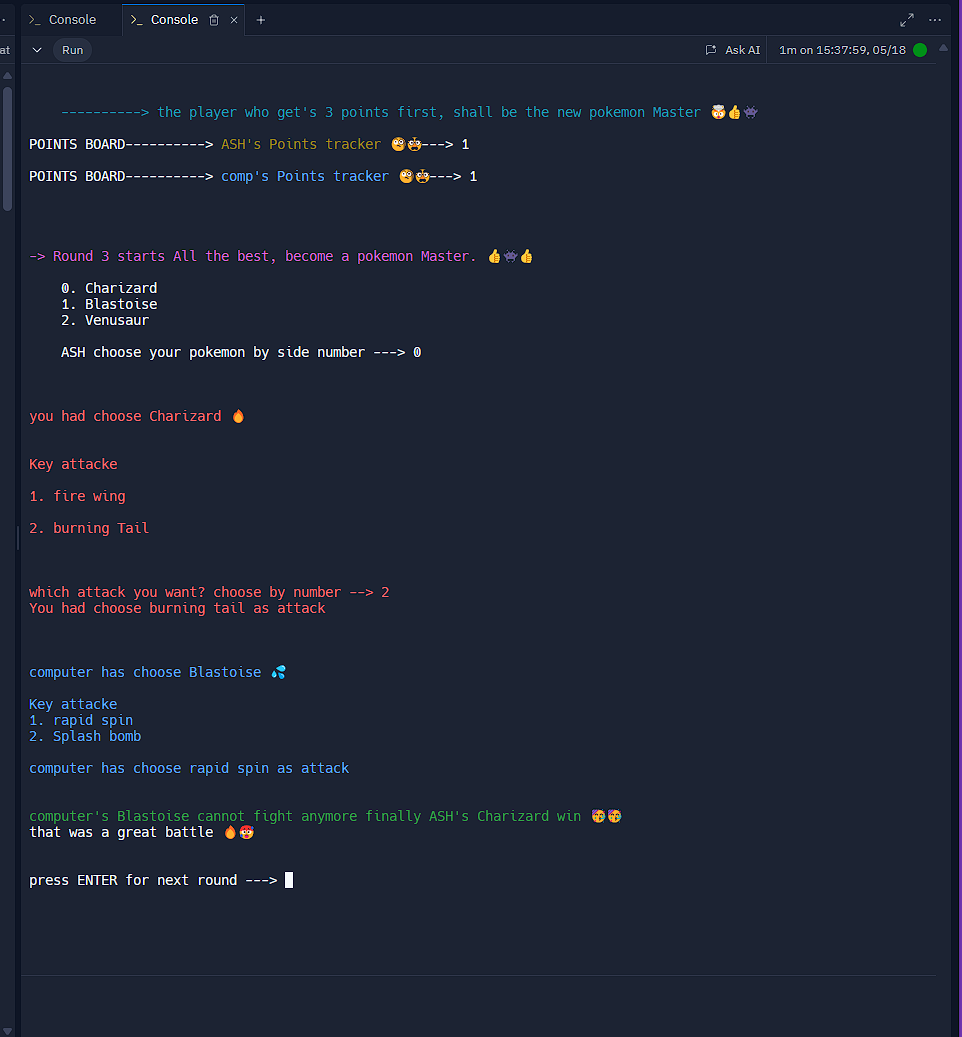 Console
Console
at
Run
Ask AI
1m on 15:37:59, 05/18
----------> the player who get's 3 points first, shall be the new pokemon Master 🤯👍👾
POINTS BOARD----------> ASH's Points tracker 🧐🤡---> 1
POINTS BOARD----------> comp's Points tracker 🧐🤡---> 1
-> Round 3 starts All the best, become a pokemon Master. 👍👾👍
0. Charizard
1. Blastoise
2. Venusaur
ASH choose your pokemon by side number ---> 0
you had choose Charizard 🔥
Key attacke
1. fire wing
2. burning Tail
which attack you want? choose by number --> 2
You had choose burning tail as attack
computer has choose Blastoise 💦
Key attacke
1. rapid spin
2. Splash bomb
computer has choose rapid spin as attack
computer's Blastoise cannot fight anymore finally ASH's Charizard win 🥳🥳
that was a great battle 🔥🥳
press ENTER for next round --->